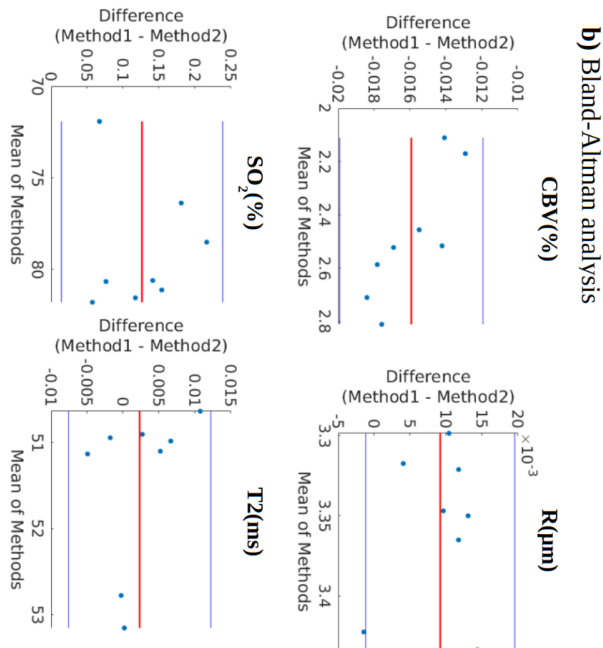 b) Bland-Altman analysis
CBV(%)
Difference
(Method1 - Method2)
-0.01
-0.012
-0.014
-0.016
-0.018
-0.02
2
2.2
2.4
2.6
2.8
Mean of Methods
R(μm)
Difference
(Method1 - Method2)
×10-3
20
15
10
5
0
-5
3.3
3.35
3.4
Mean of Methods
SO2(%)
Difference
(Method1 - Method2)
0.25
0.2
0.15
0.1
0.05
0
70
75
80
Mean of Methods
T2(ms)
Difference
(Method1 - Method2)
0.015
0.01
0.005
0
-0.005
-0.01
51
52
53
Mean of Methods